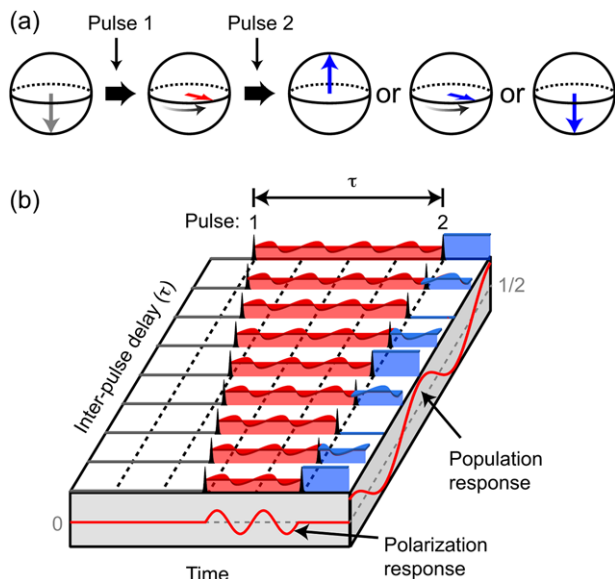 (a)
Pulse 1
Pulse 2
or
or
(b)
τ
Pulse: 1
2
Inter-pulse delay (τ)
1/2
Population
response
0
Polarization
response
Time